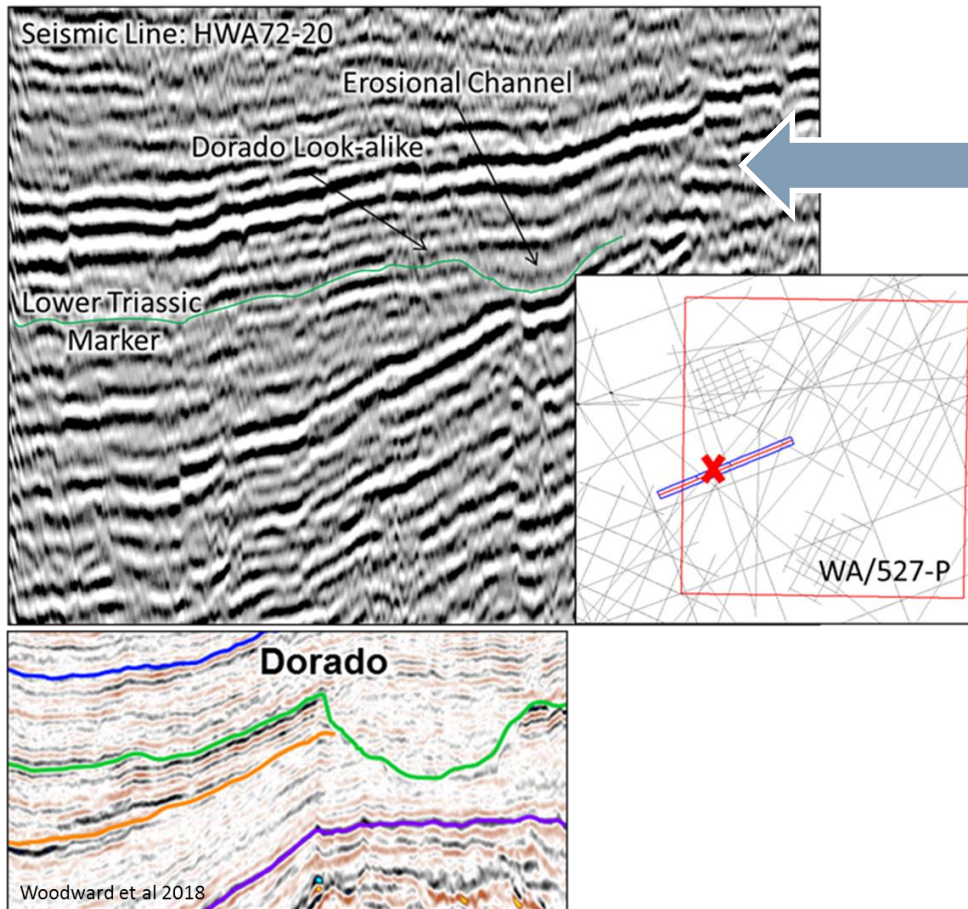 Seismic Line: HWA72-20
Erosional Channel
Dorado Look-alike
Lower Triassic
Marker
WA/527-P
Dorado
Woodward et al 2018